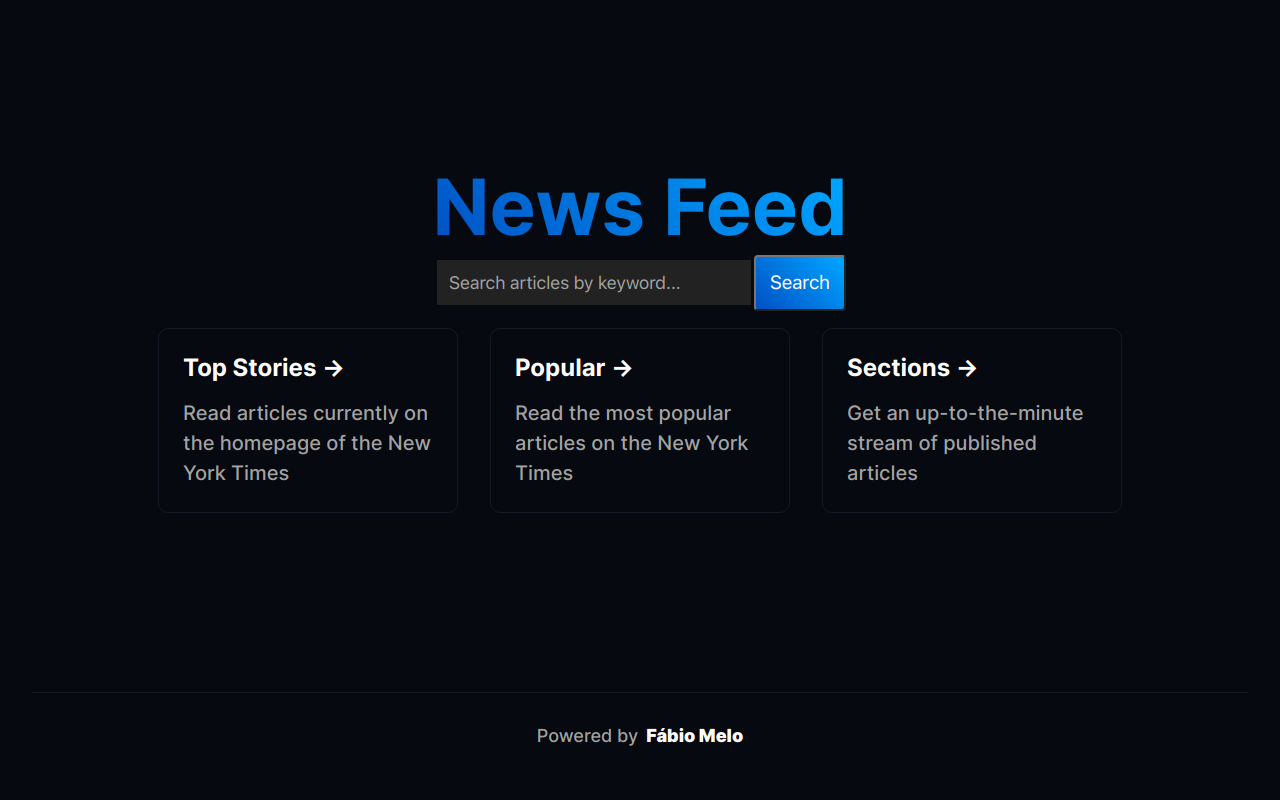 News Feed
Search articles by keyword...
Search
Top Stories →
Read articles currently on
the homepage of the New
York Times
Popular →
Read the most popular
articles on the New York
Times
Sections →
Get an up-to-the-minute
stream of published
articles
Powered by Fábio Melo